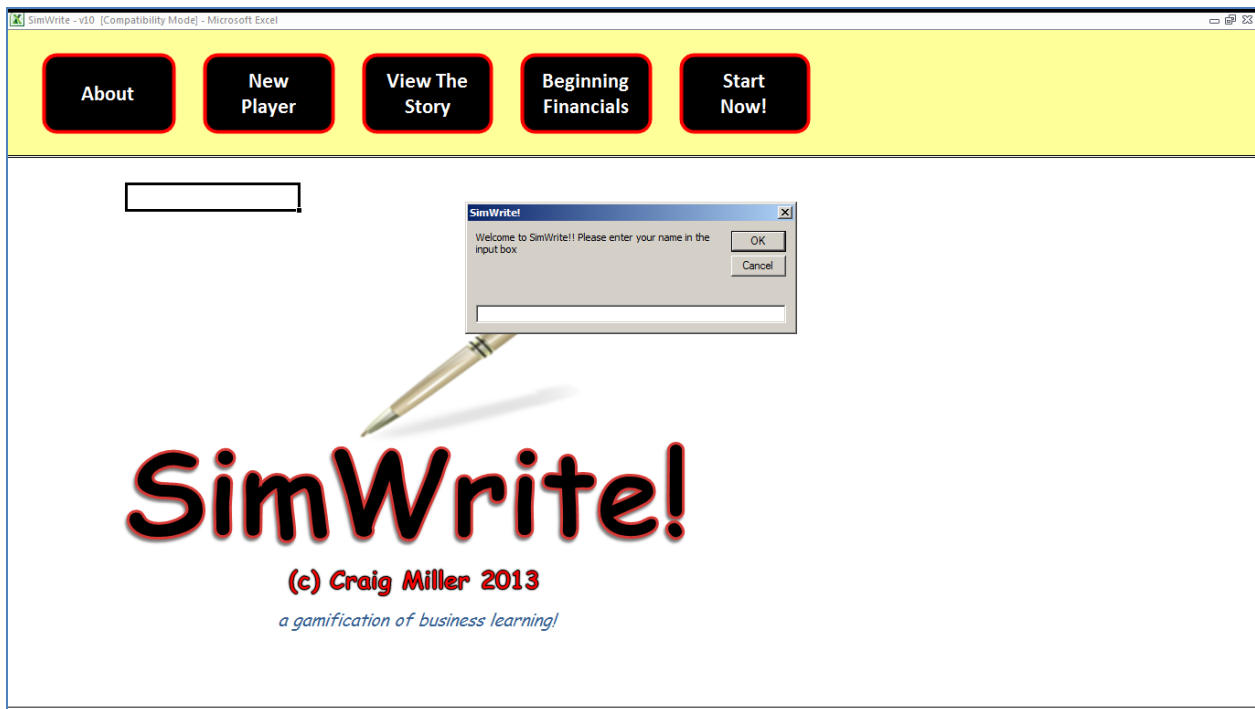 SimWrite - v10 [Compatibility Mode] - Microsoft Excel
About
New
Player
View The
Story
Beginning
Financials
Start
Now!
SimWrite!
Welcome to SimWrite!! Please enter your name in the
input box
OK
Cancel
SimWrite!
(c) Craig Miller 2013
a gamification of business learning!